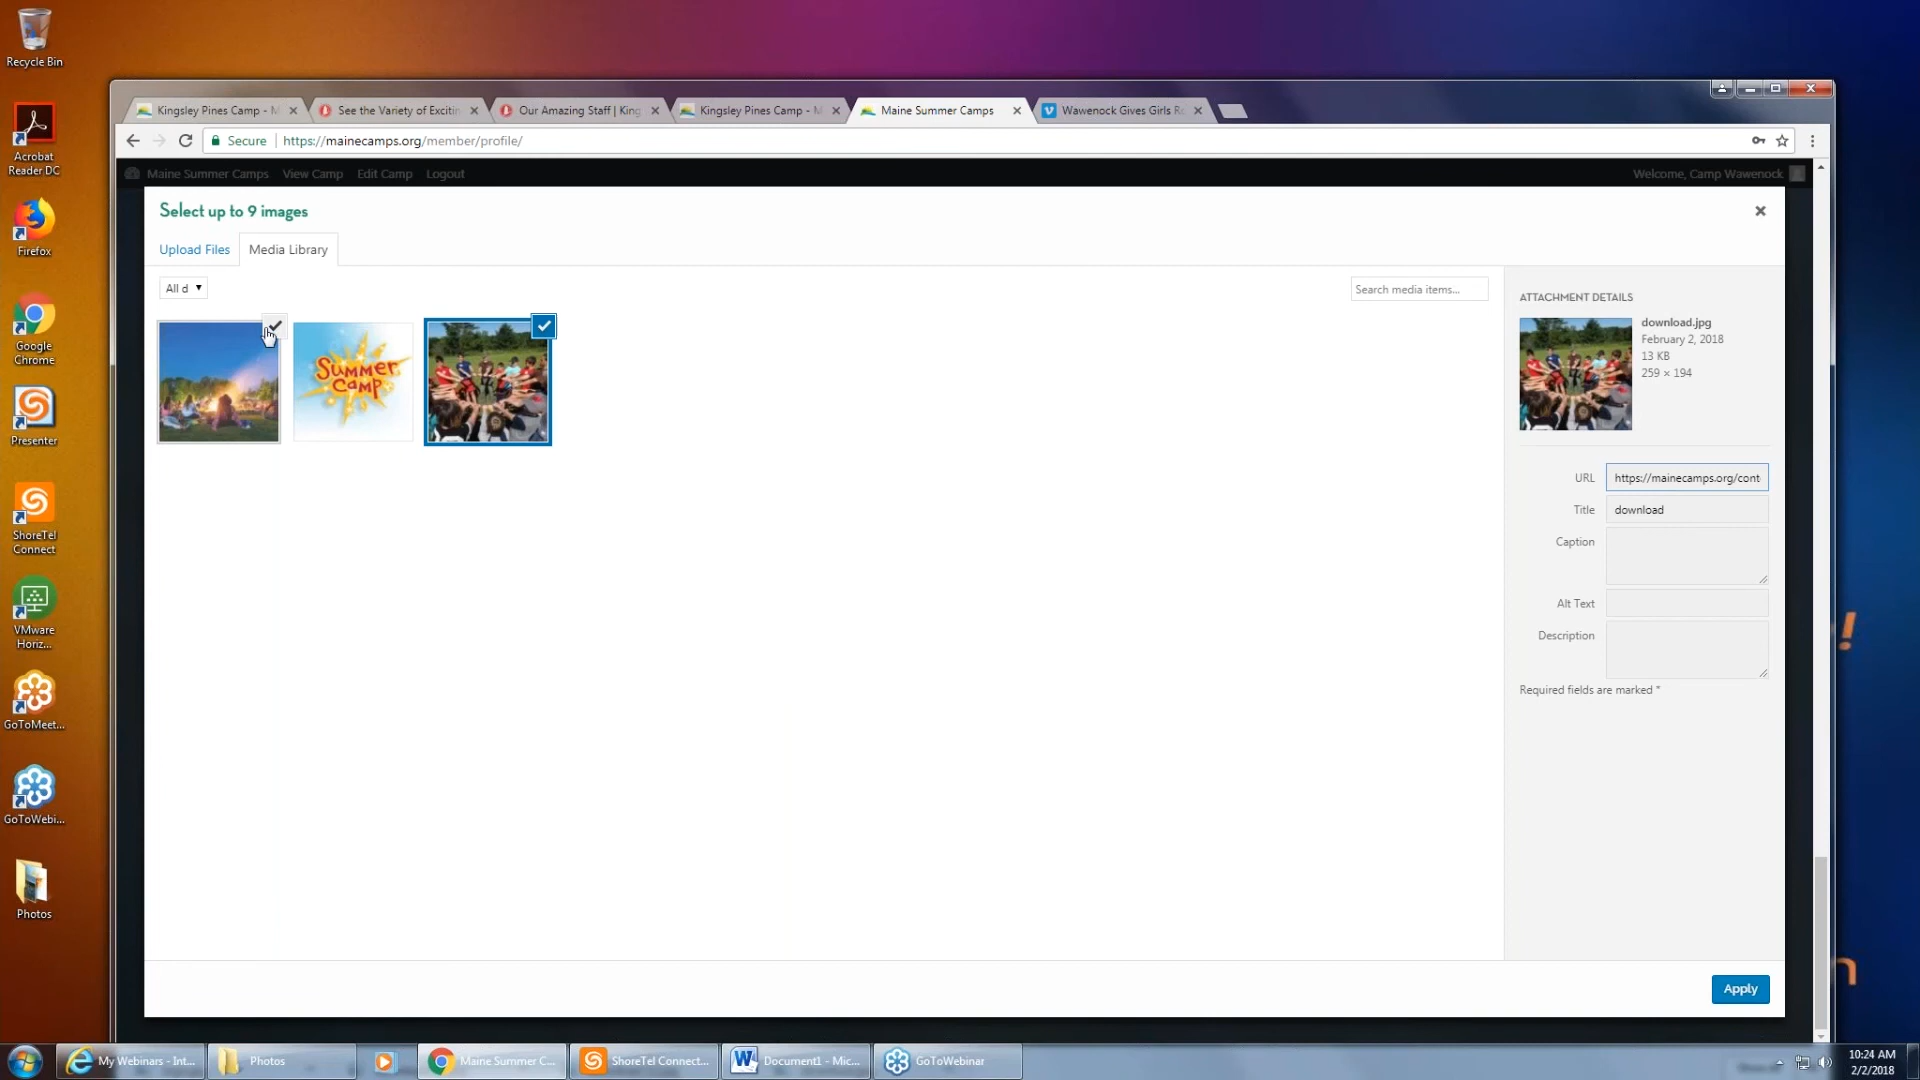 Recycle Bin
Acrobat
Reader DC
Firefox
Google
Chrome
Presenter
ShoreTel
Connect
VMware
Horiz...
GoToMeet...
GoToWebi...
Photos
Kingsley Pines Camp - M
See the Variety of Excitin
Our Amazing Staff | King
Kingsley Pines Camp - M
Maine Summer Camps
Wawenock Gives Girls Ro
Secure | https://mainecamps.org/member/profile/
Maine Summer Camps View Camp Edit Camp Logout
Welcome, Camp Wawenock
Select up to 9 images
Upload Files
Media Library
All d
Search media items...
SUMMER
CAMP
ATTACHMENT DETAILS
download.jpg
February 2, 2018
13 KB
259 × 194
URL https://mainecamps.org/cont
Title download
Caption
Alt Text
Description
Required fields are marked *
Apply
!
n
My Webinars - Int...
Photos
Maine Summer C...
ShoreTel Connect...
Document1 - Mic...
GoToWebinar
10:24 AM
2/2/2018